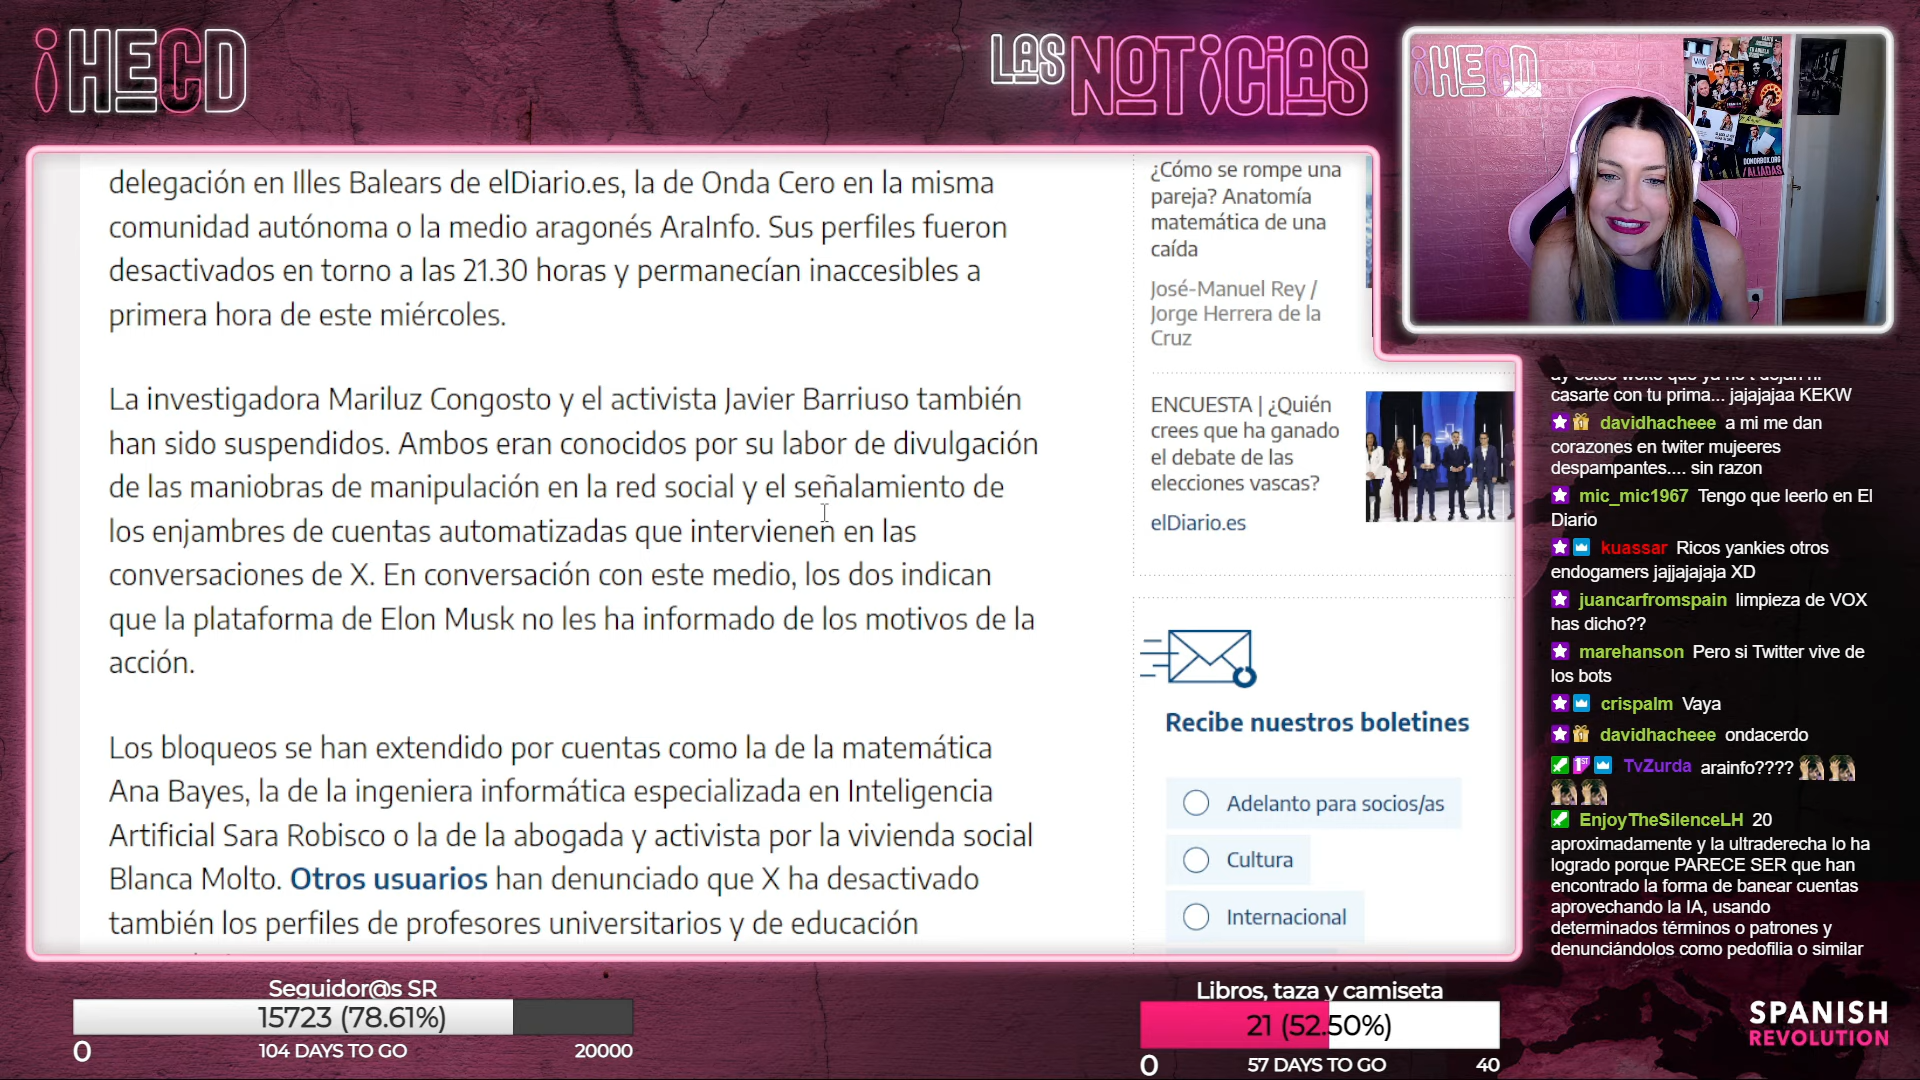 ¡HECD
LAS NOTICIAS
¡HECD
VOX
DONORBOX.ORG
/ALIADAS
delegación en Illes Balears de elDiario.es, la de Onda Cero en la misma
comunidad autónoma o la medio aragonés AraInfo. Sus perfiles fueron
desactivados en torno a las 21.30 horas y permanecían inaccesibles a
primera hora de este miércoles.
La investigadora Mariluz Congosto y el activista Javier Barriuso también
han sido suspendidos. Ambos eran conocidos por su labor de divulgación
de las maniobras de manipulación en la red social y el señalamiento de
los enjambres de cuentas automatizadas que intervienen en las
conversaciones de X. En conversación con este medio, los dos indican
que la plataforma de Elon Musk no les ha informado de los motivos de la
acción.
Los bloqueos se han extendido por cuentas como la de la matemática
Ana Bayes, la de la ingeniera informática especializada en Inteligencia
Artificial Sara Robisco o la de la abogada y activista por la vivienda social
Blanca Molto. Otros usuarios han denunciado que X ha desactivado
también los perfiles de profesores universitarios y de educación
¿Cómo se rompe una
pareja? Anatomía
matemática de una
caída
José-Manuel Rey /
Jorge Herrera de la
Cruz
ENCUESTA | ¿Quién
crees que ha ganado
el debate de las
elecciones vascas?
elDiario.es
Recibe nuestros boletines
Adelanto para socios/as
Cultura
Internacional
casarte con tu prima... jajajajaa KEKW
davidhacheee a mi me dan
corazones en twiter mujeeres
despampantes.... sin razon
mic_mic1967 Tengo que leerlo en El
Diario
kuassar Ricos yankies otros
endogamers jajjajajaja XD
juancarfromspain limpieza de VOX
has dicho??
marehanson Pero si Twitter vive de
los bots
crispalm Vaya
davidhacheee ondacerdo
TvZurda arainfo????
EnjoyTheSilenceLH 20
aproximadamente y la ultraderecha lo ha
logrado porque PARECE SER que han
encontrado la forma de banear cuentas
aprovechando la IA, usando
determinados términos o patrones y
denunciándolos como pedofilia o similar
Seguidor@s SR
15723 (78.61%)
0 104 DAYS TO GO 20000
Libros, taza y camiseta
21 (52.50%)
0 57 DAYS TO GO 40
SPANISH
REVOLUTION